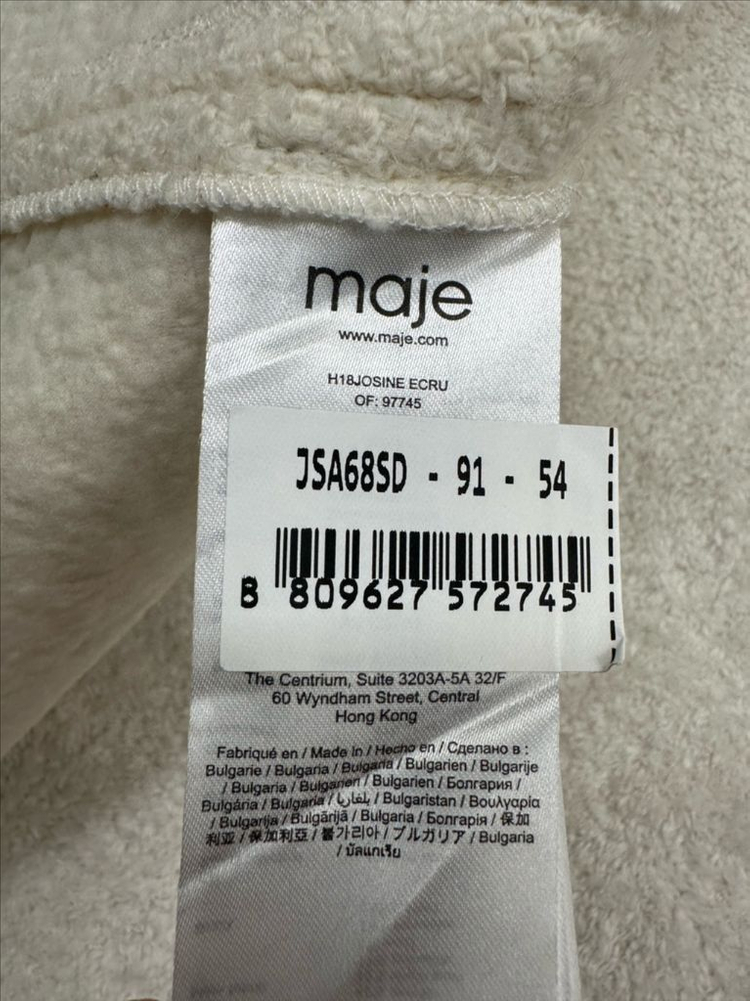 maje
www.maje.com
H18JOSINE ECRU
OF: 97745
JSA68SD - 91 - 54
8 809627 572745
The Centrium, Suite 3203A-5A 32/F
60 Wyndham Street, Central
Hong Kong
Fabriqué en / Made In / Hecho en / Сделано в :
Bulgarie / Bulgaria / Bulgaria / Bulgarien / Bulgarije
/ Bulgaria / Bulgarien / Bulgarien / Болгария /
Bulgária / Bulgaria / بلغاريا / Bulgaristan / Βουλγαρία
/ Bulgarija / Bulgārijā / Bulgaria / Болгарія / 保加
利亚 / 保加利亞 / 불가리아 / ブルガリア / Bulgaria
/ บัลแกเรีย